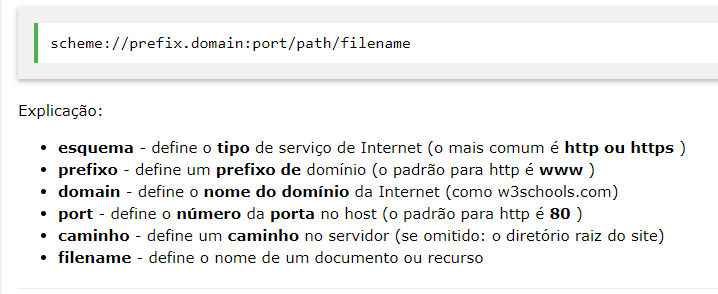 scheme://prefix.domain:port/path/filename
Explicação:
• esquema - define o tipo de serviço de Internet (o mais comum é http ou https )
• prefixo - define um prefixo de domínio (o padrão para http é www )
• domain - define o nome do domínio da Internet (como w3schools.com)
• port - define o número da porta no host (o padrão para http é 80 )
• caminho - define um caminho no servidor (se omitido: o diretório raiz do site)
• filename - define o nome de um documento ou recurso